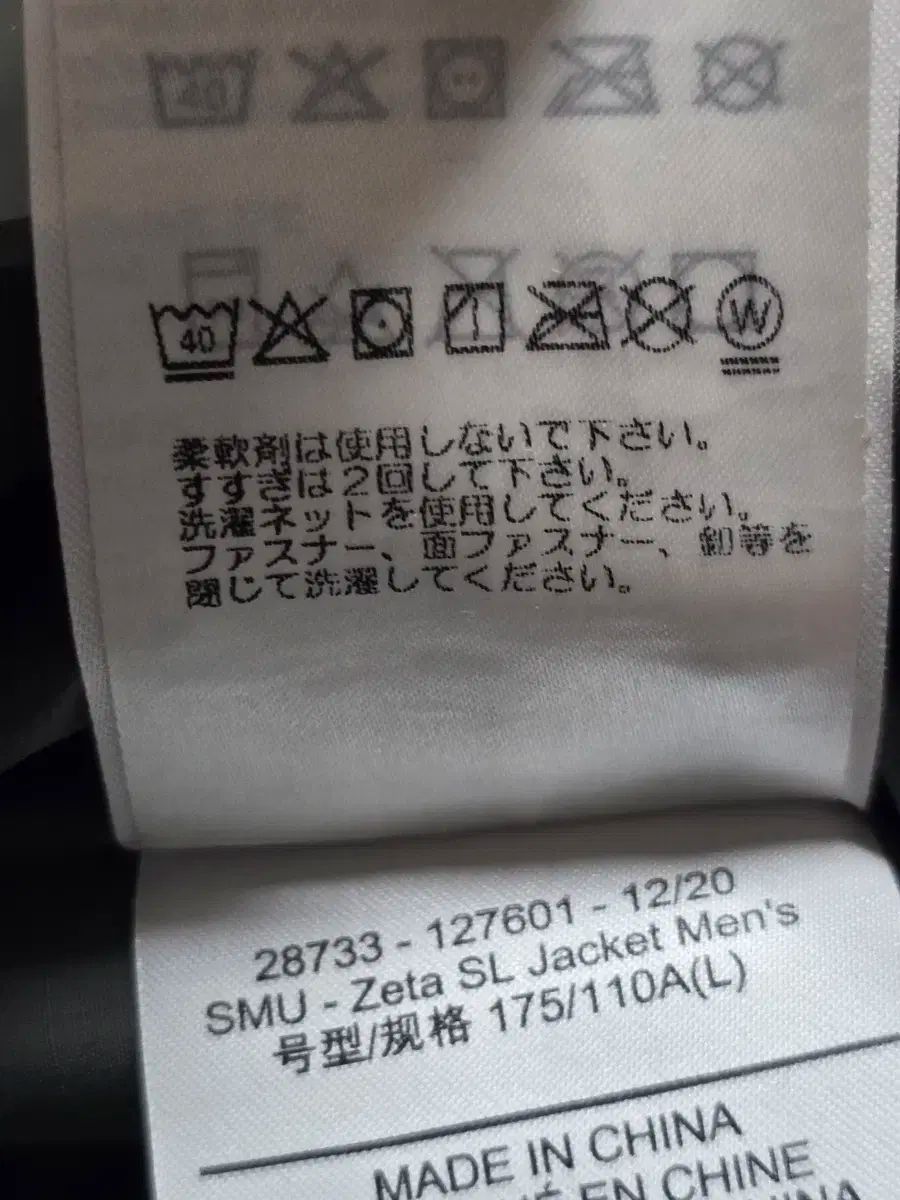 40
40
W
柔軟剤は使用しないで下さい。
すすぎは2回して下さい。
洗濯ネットを使用してください。
ファスナー、面ファスナー、釦等を
閉じて洗濯してください。
28733 - 127601 - 12/20
SMU - Zeta SL Jacket Men's
号型/规格 175/110A(L)
MADE IN CHINA
EN CHINE